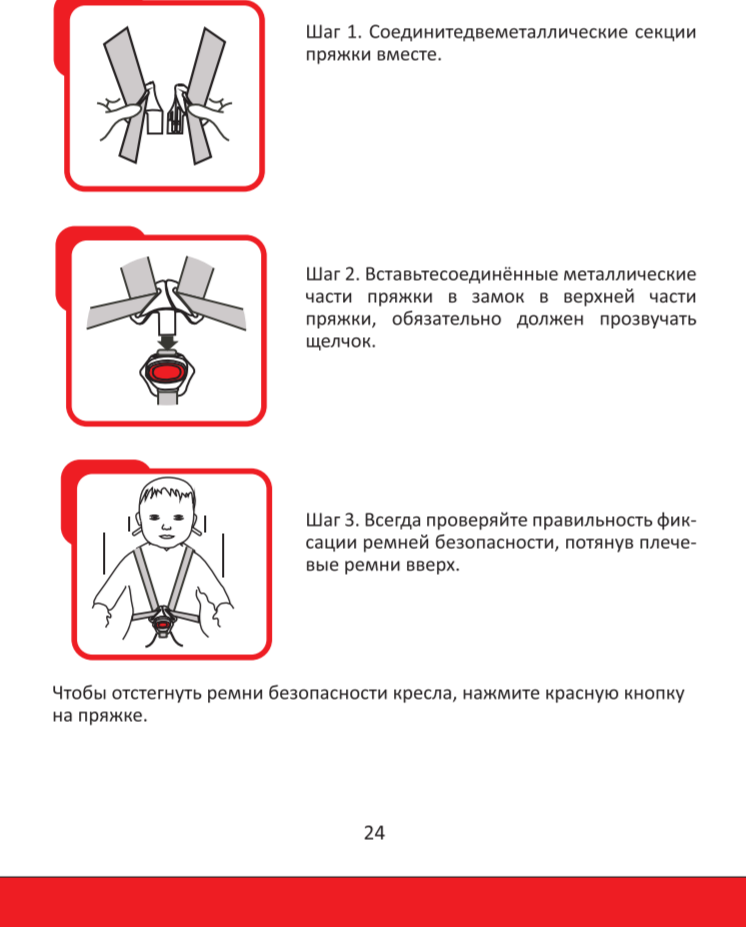 Шаг 1. Соединитедвеметаллические секции
пряжки вместе.
Шаг 2. Вставьтесоединённые металлические
части пряжки в замок в верхней части
пряжки, обязательно должен прозвучать
щелчок.
Шаг 3. Всегда проверяйте правильность фик-
сации ремней безопасности, потянув плече-
вые ремни вверх.
Чтобы отстегнуть ремни безопасности кресла, нажмите красную кнопку
на пряжке.
24